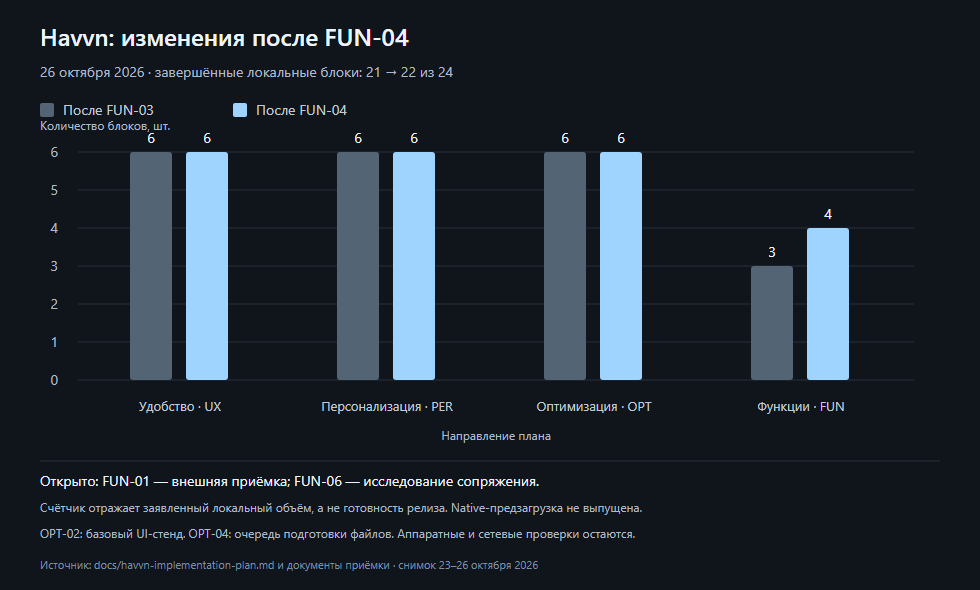 Havvn: изменения после FUN-04
26 октября 2026 · завершённые локальные блоки: 21 → 22 из 24
После FUN-03 После FUN-04
Количество блоков, шт.
6 6 6 6 6 6
6
5
4
3
2
1
0
3 4
Удобство · UX Персонализация · PER Оптимизация · OPT Функции · FUN
Направление плана
Открыто: FUN-01 — внешняя приёмка; FUN-06 — исследование сопряжения.
Счётчик отражает заявленный локальный объём, а не готовность релиза. Native-предзагрузка не выпущена.
OPT-02: базовый UI-стенд. OPT-04: очередь подготовки файлов. Аппаратные и сетевые проверки остаются.
Источник: docs/havvn-implementation-plan.md и документы приёмки · снимок 23–26 октября 2026